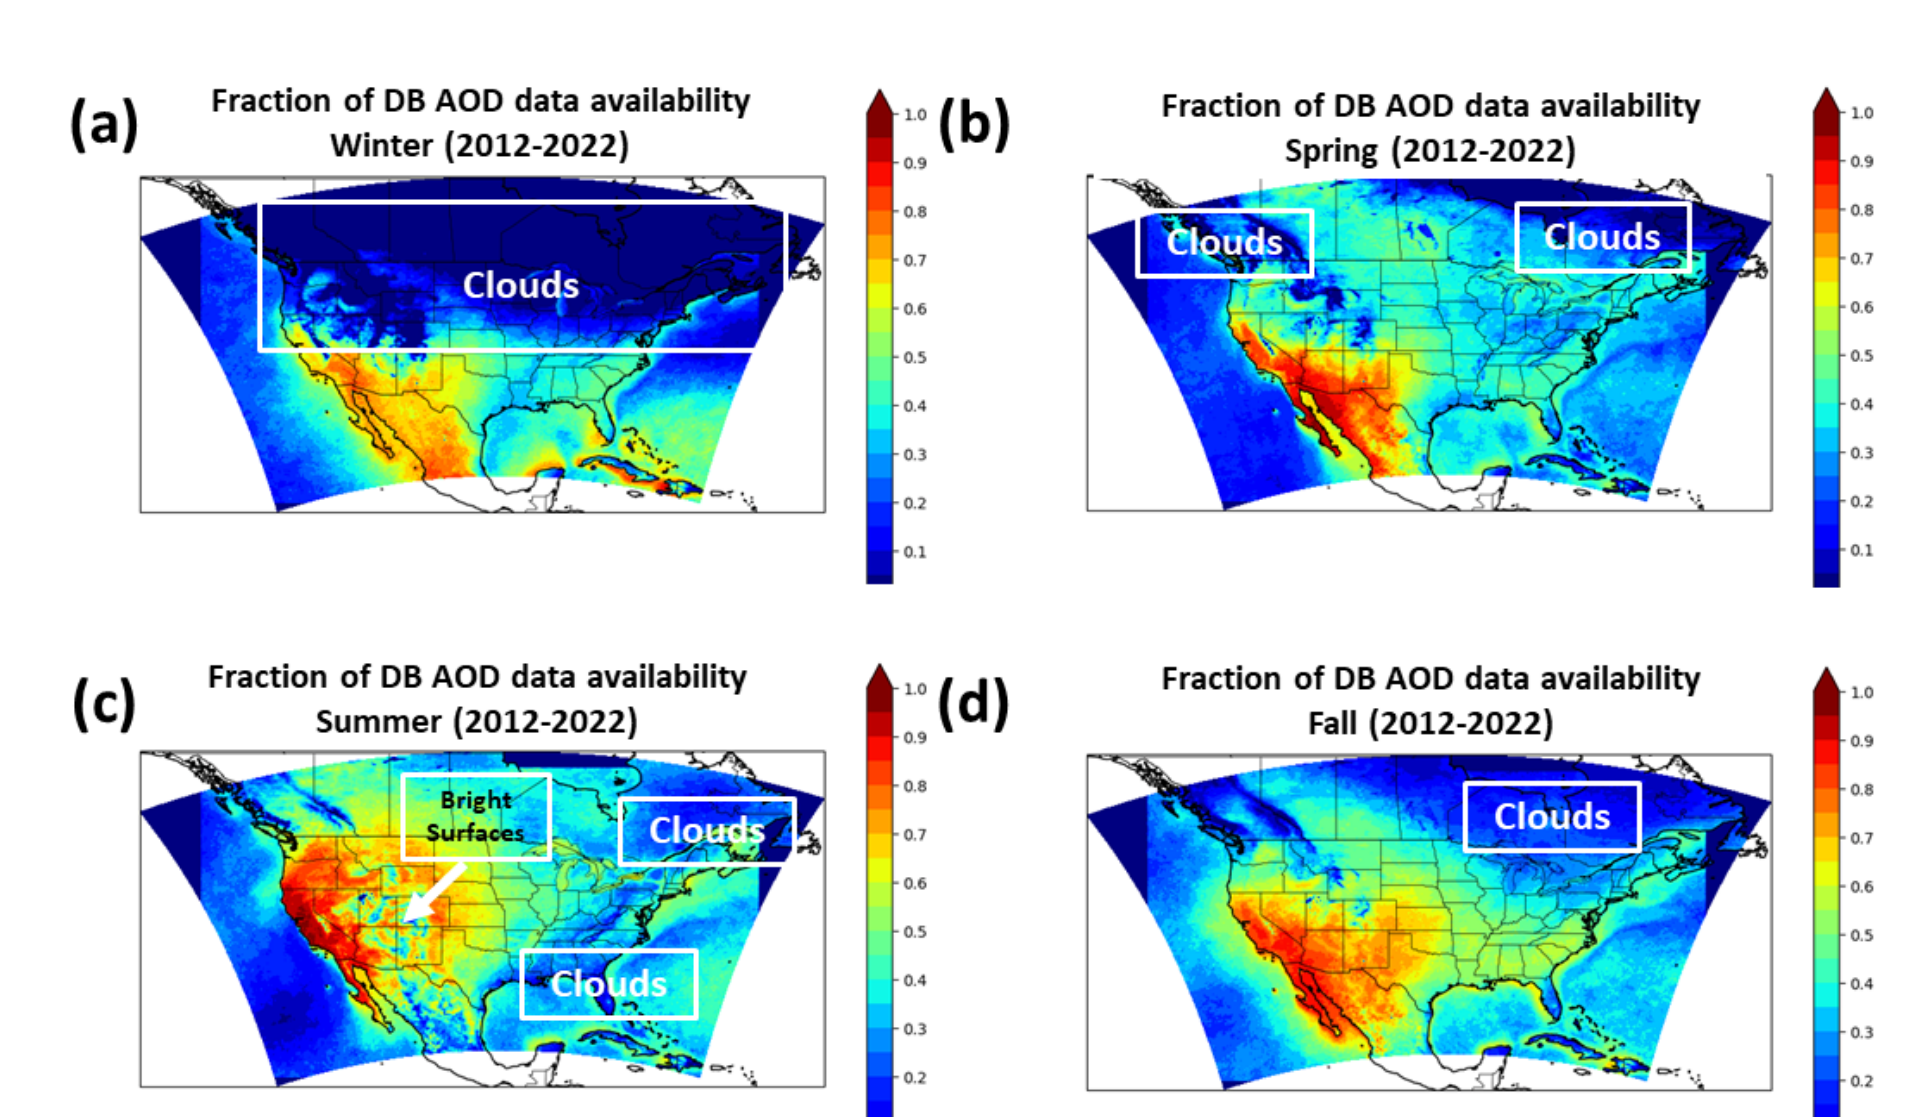 (a)
Fraction of DB AOD data availability
Winter (2012-2022)
Clouds
1.0
0.9
0.8
0.7
0.6
0.5
0.4
0.3
0.2
0.1
(b)
Fraction of DB AOD data availability
Spring (2012-2022)
Clouds
Clouds
1.0
0.9
0.8
0.7
0.6
0.5
0.4
0.3
0.2
0.1
(c)
Fraction of DB AOD data availability
Summer (2012-2022)
Bright
Surfaces
Clouds
Clouds
1.0
0.9
0.8
0.7
0.6
0.5
0.4
0.3
0.2
(d)
Fraction of DB AOD data availability
Fall (2012-2022)
Clouds
1.0
0.9
0.8
0.7
0.6
0.5
0.4
0.3
0.2